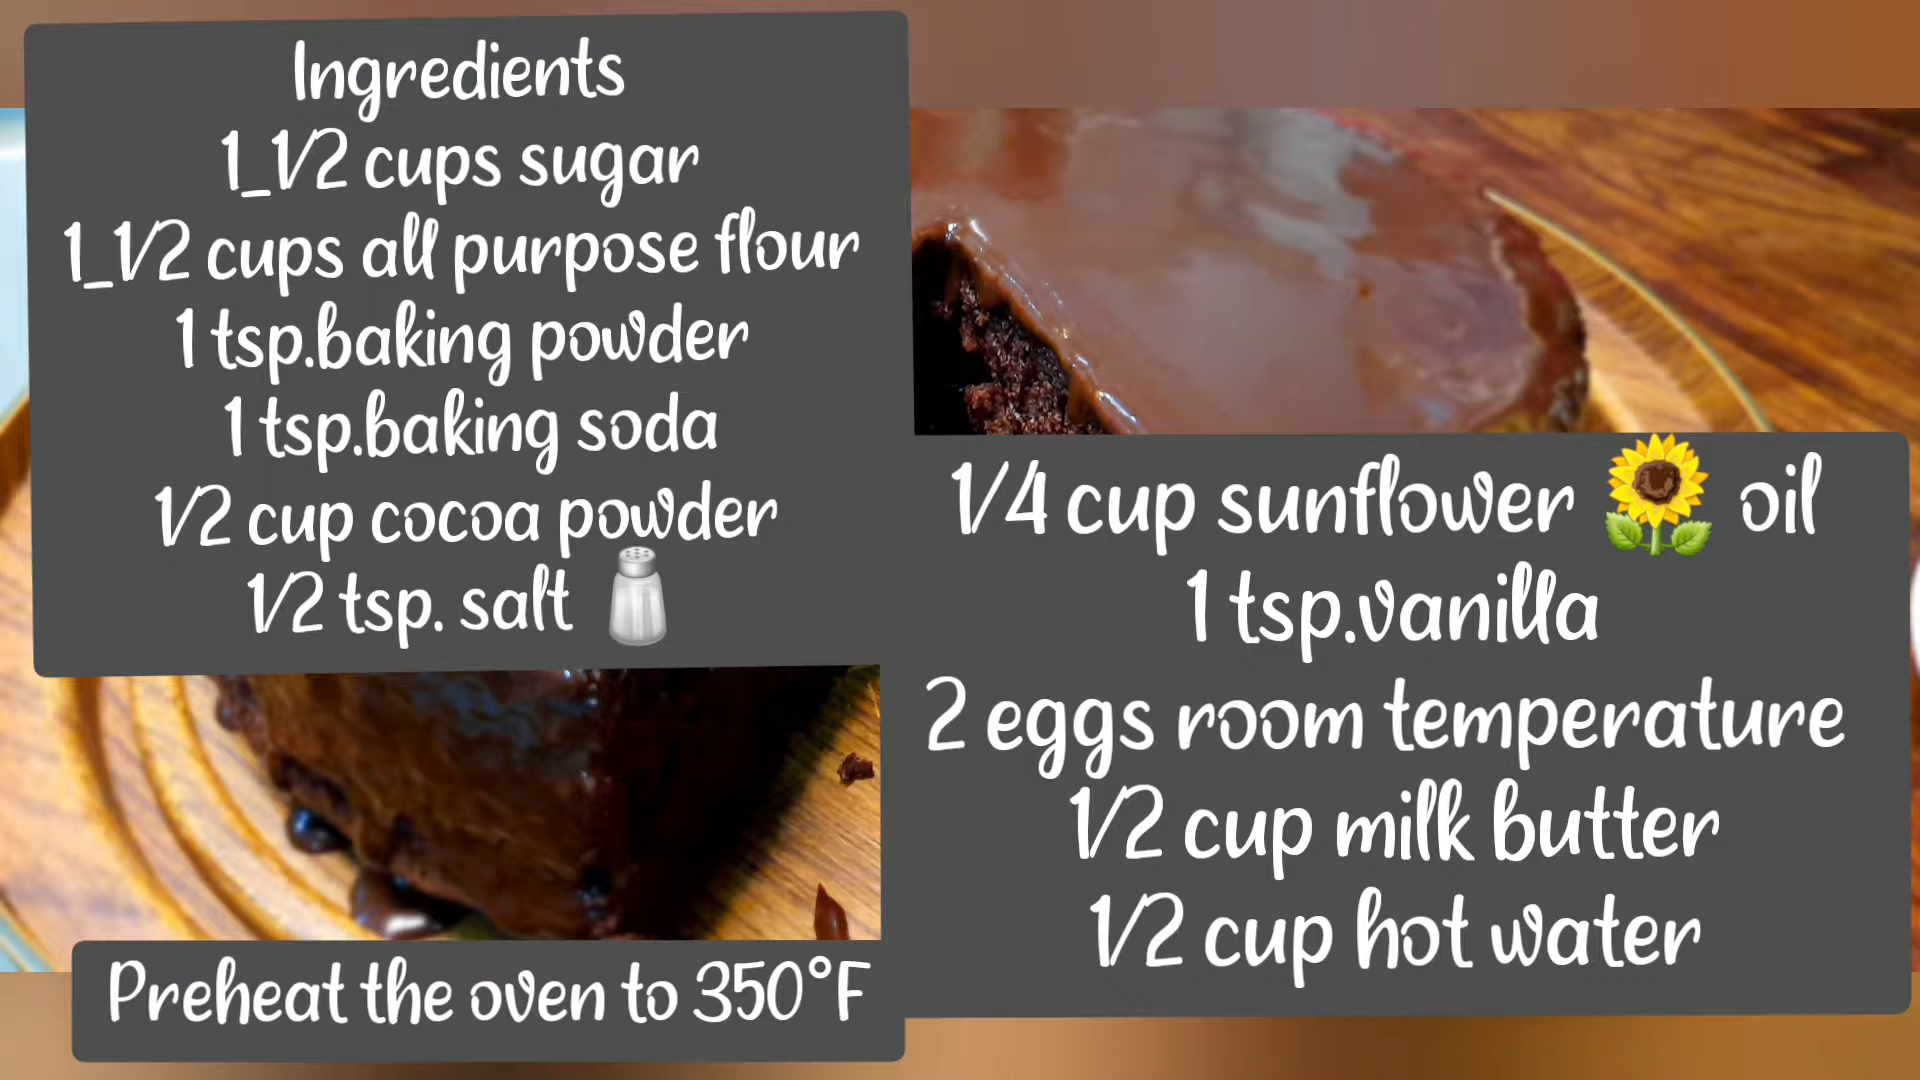 Ingredients
1_1/2 cups sugar
1_1/2 cups all purpose flour
1 tsp.baking powder
1 tsp.baking soda
1/2 cup cocoa powder
1/2 tsp. salt 🧂
1/4 cup sunflower 🌻 oil
1 tsp.vanilla
2 eggs room temperature
1/2 cup milk butter
1/2 cup hot water
Preheat the oven to 350°F